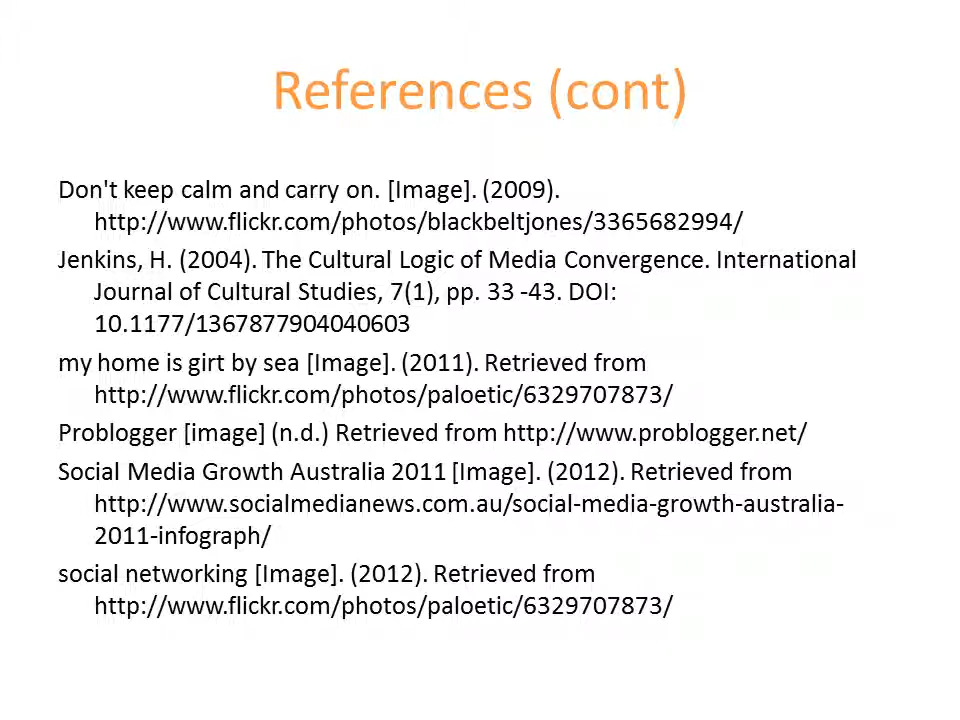 References (cont)
Don't keep calm and carry on. [Image]. (2009).
http://www.flickr.com/photos/blackbeltjones/3365682994/
Jenkins, H. (2004). The Cultural Logic of Media Convergence. International
Journal of Cultural Studies, 7(1), pp. 33 -43. DOI:
10.1177/1367877904040603
my home is girt by sea [Image]. (2011). Retrieved from
http://www.flickr.com/photos/paloetic/6329707873/
Problogger [image] (n.d.) Retrieved from http://www.problogger.net/
Social Media Growth Australia 2011 [Image]. (2012). Retrieved from
http://www.socialmedianews.com.au/social-media-growth-australia-
2011-infograph/
social networking [Image]. (2012). Retrieved from
http://www.flickr.com/photos/paloetic/6329707873/